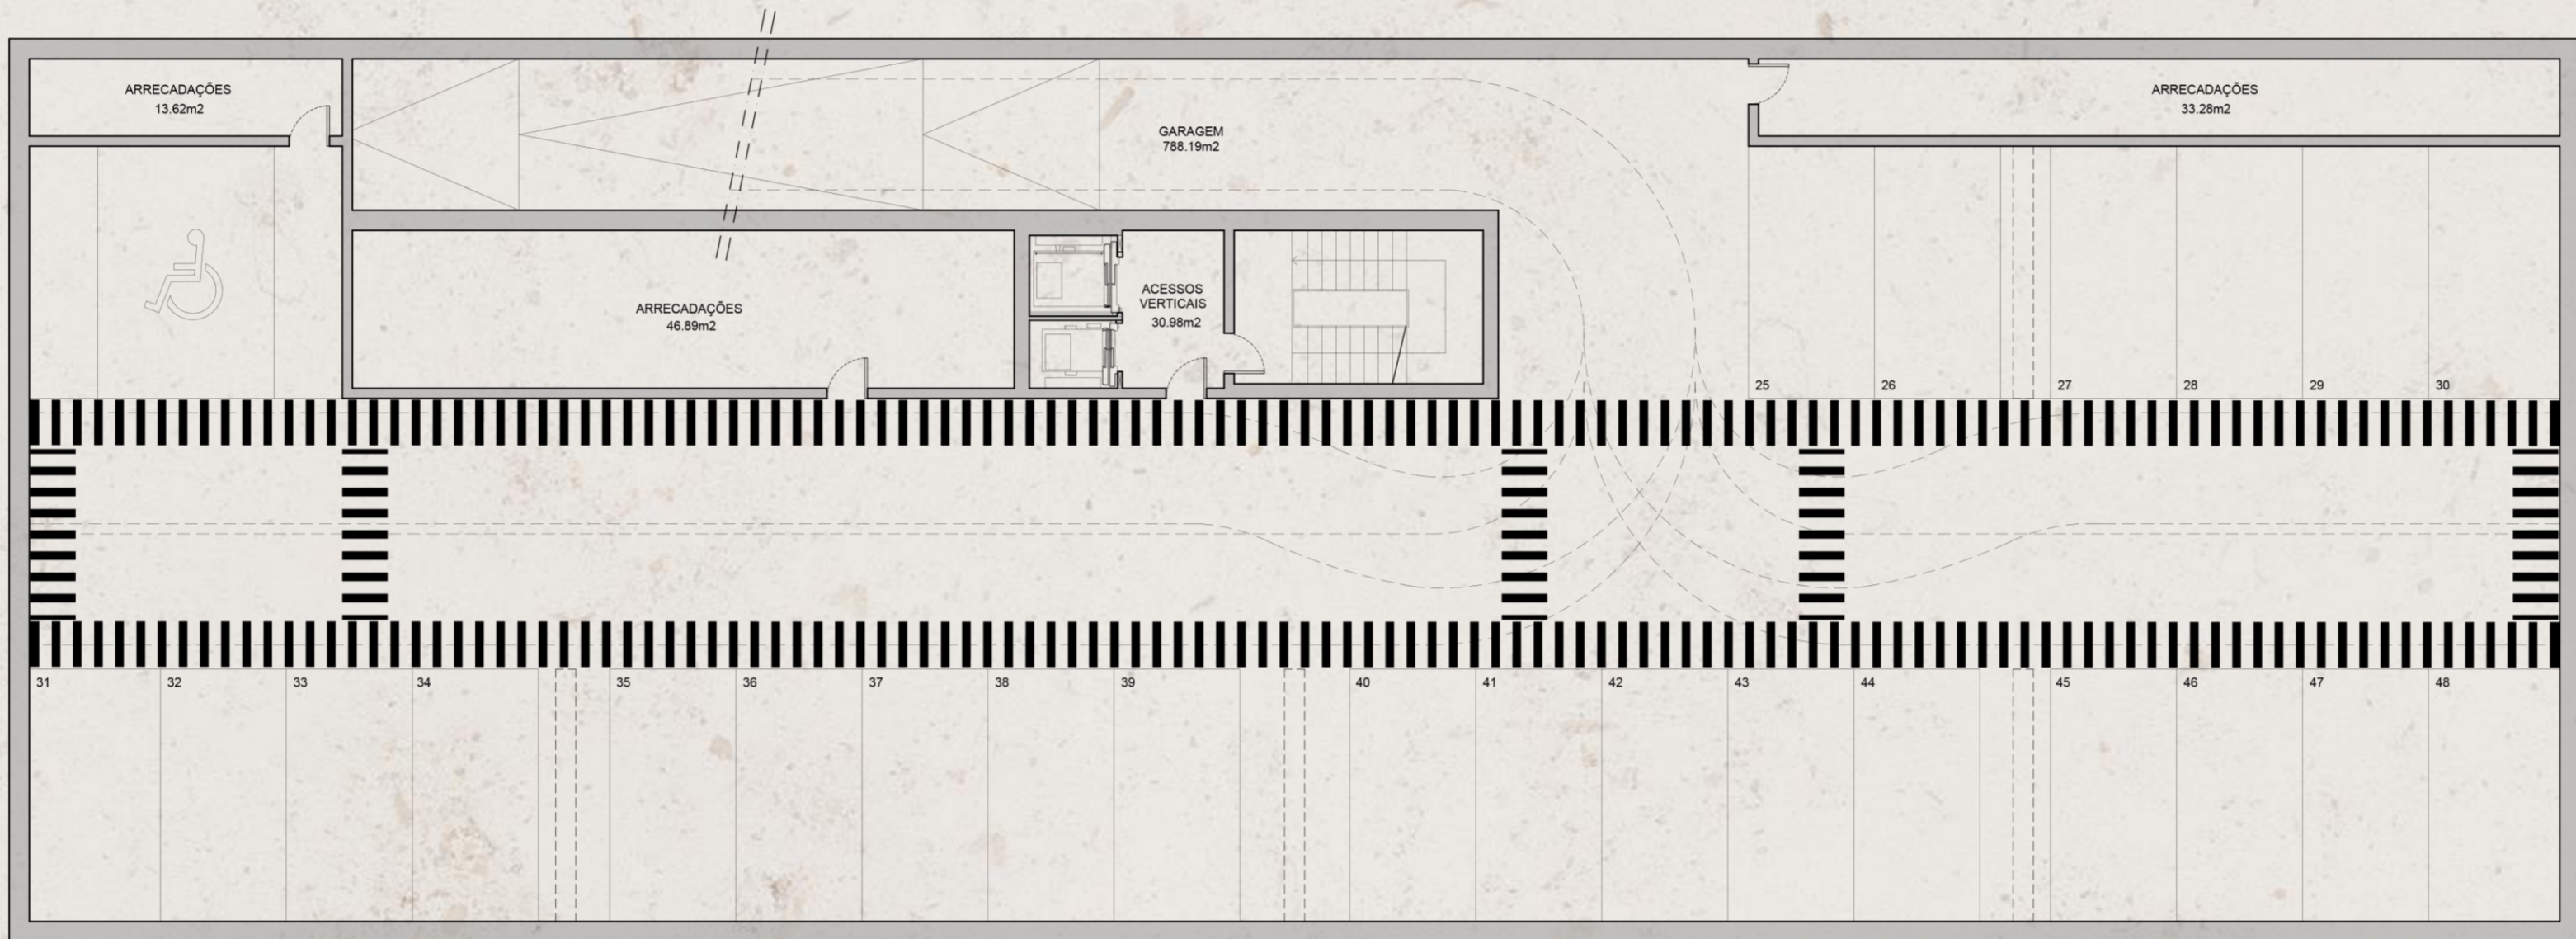 ARRECADAÇÕES
13.62m2
GARAGEM
788.19m2
ARRECADAÇÕES
33.28m2
ARRECADAÇÕES
46.89m2
ACESSOS
VERTICAIS
30.98m2
25 26 27 28 29 30
31 32 33 34 35 36 37 38 39 40 41 42 43 44 45 46 47 48